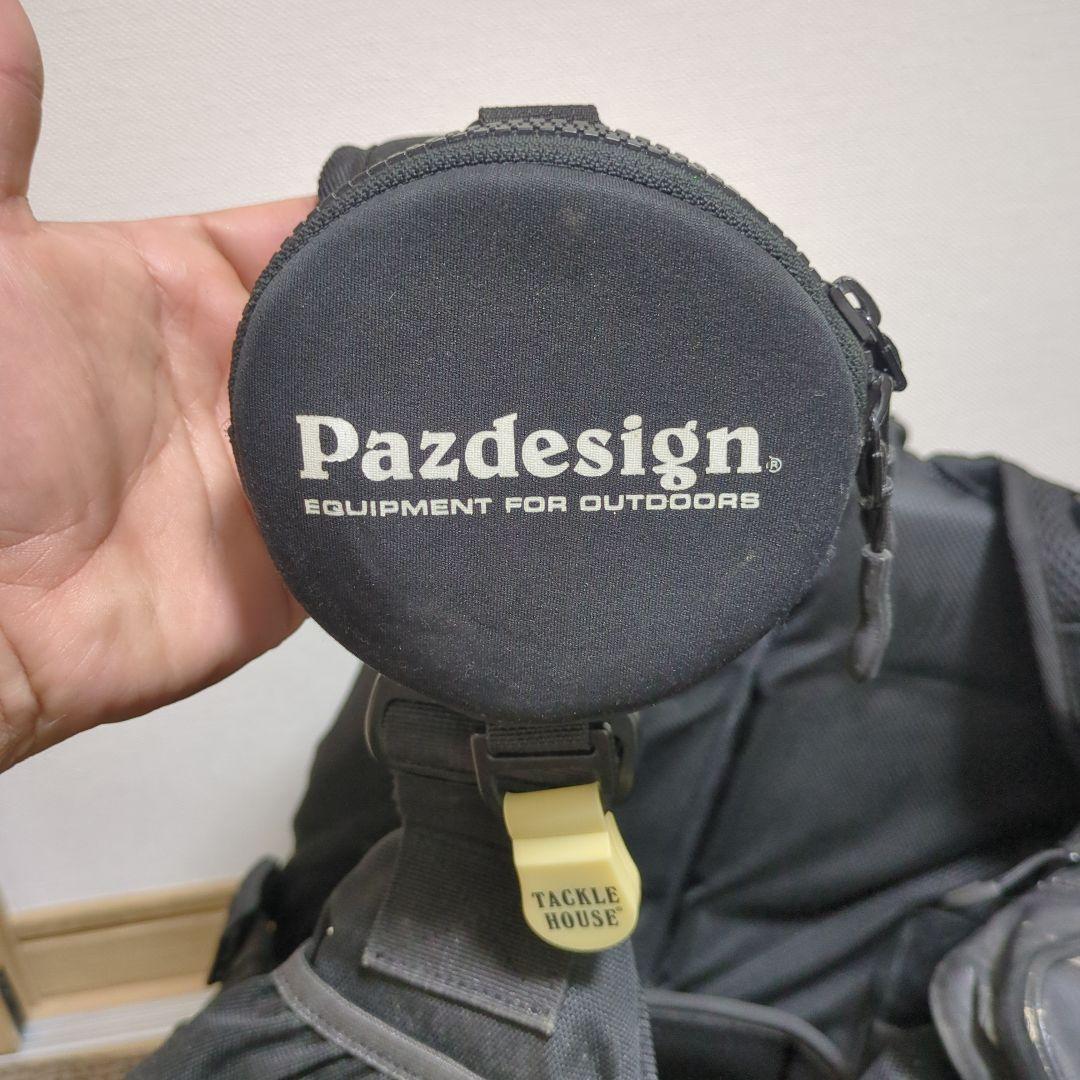 Pazdesign®
EQUIPMENT FOR OUTDOORS
TACKLE
HOUSE®